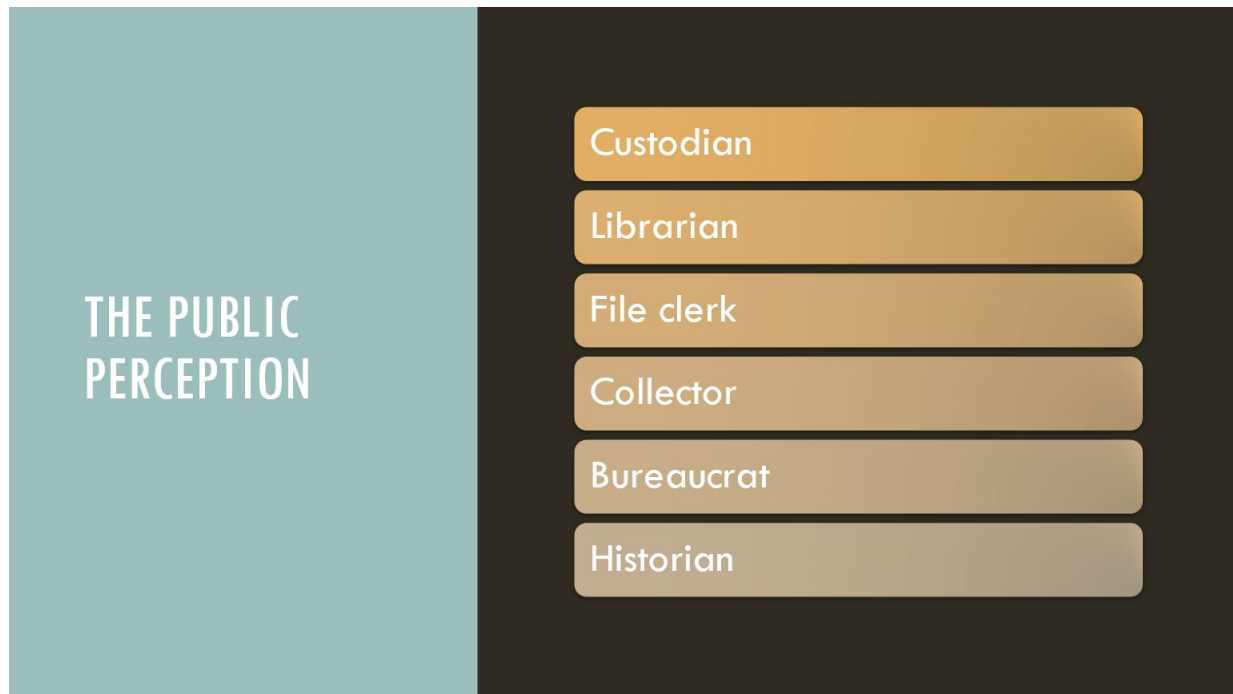 THE PUBLIC
PERCEPTION
Custodian
Librarian
File clerk
Collector
Bureaucrat
Historian